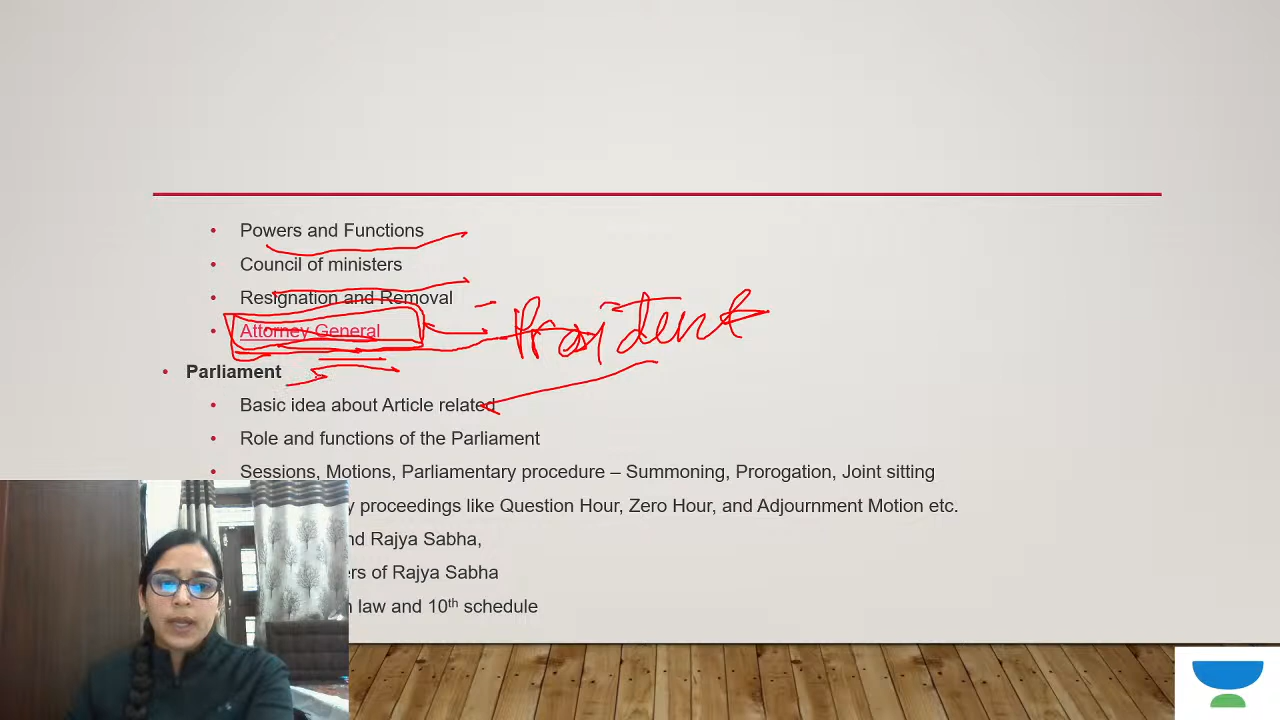 • Powers and Functions
• Council of ministers
• Resignation and Removal
• Attorney General
President
• Parliament
• Basic idea about Article related
• Role and functions of the Parliament
• Sessions, Motions, Parliamentary procedure – Summoning, Prorogation, Joint sitting
proceedings like Question Hour, Zero Hour, and Adjournment Motion etc.
Rajya Sabha,
of Rajya Sabha
law and 10th schedule